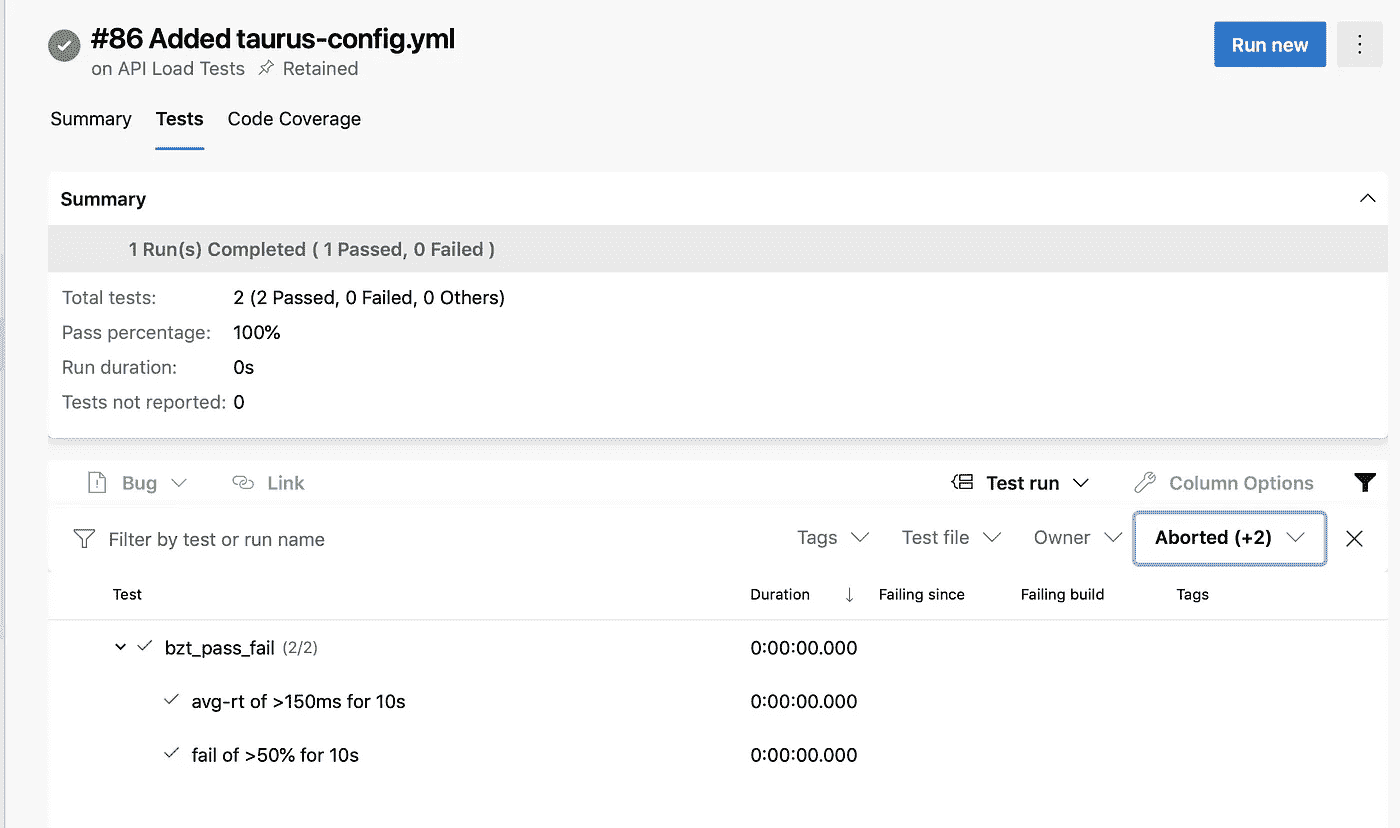 #86 Added taurus-config.yml
on API Load Tests Retained
Run new
Summary Tests Code Coverage
Summary
1 Run(s) Completed ( 1 Passed, 0 Failed )
Total tests: 2 (2 Passed, 0 Failed, 0 Others)
Pass percentage: 100%
Run duration: 0s
Tests not reported: 0
Bug Link Test run Column Options
Filter by test or run name Tags Test file Owner Aborted (+2)
Test Duration Failing since Failing build Tags
bzt_pass_fail (2/2) 0:00:00.000
avg-rt of >150ms for 10s 0:00:00.000
fail of >50% for 10s 0:00:00.000